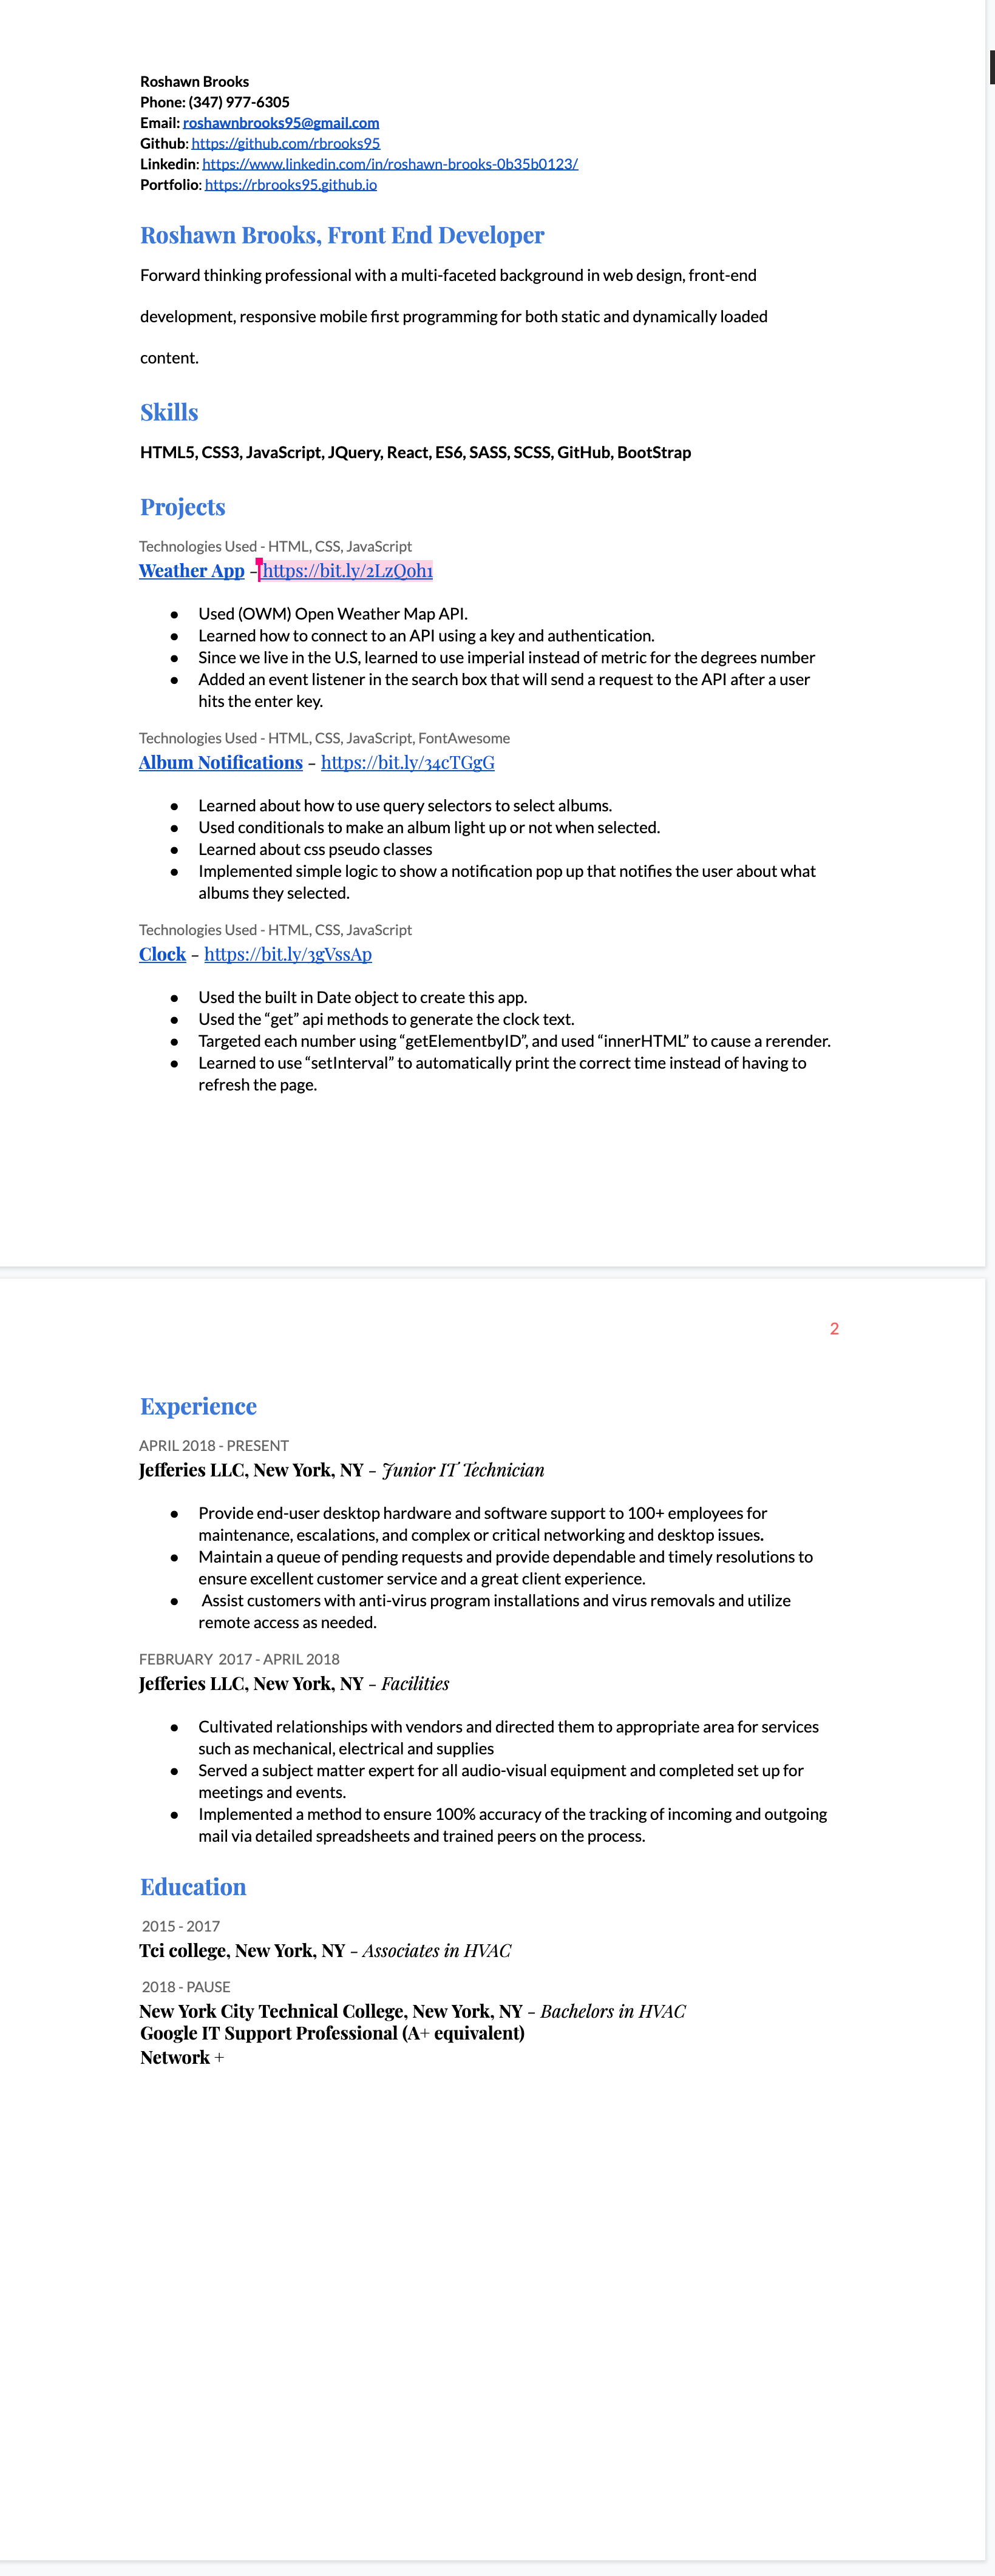 Roshawn Brooks
Phone: (347) 977-6305
Email: roshawnbrooks95@gmail.com
Github: https://github.com/rbrooks95
Linkedin: https://www.linkedin.com/in/roshawn-brooks-0b35b0123/
Portfolio: https://rbrooks95.github.io
Roshawn Brooks, Front End Developer
Forward thinking professional with a multi-faceted background in web design, front-end
development, responsive mobile first programming for both static and dynamically loaded
content.
Skills
HTML5, CSS3, JavaScript, JQuery, React, ES6, SASS, SCSS, GitHub, BootStrap
Projects
Technologies Used - HTML, CSS, JavaScript
Weather App - https://bit.ly/2LzQoh1
● Used (OWM) Open Weather Map API.
● Learned how to connect to an API using a key and authentication.
● Since we live in the U.S, learned to use imperial instead of metric for the degrees number
● Added an event listener in the search box that will send a request to the API after a user
hits the enter key.
Technologies Used - HTML, CSS, JavaScript, FontAwesome
Album Notifications - https://bit.ly/34cTGgG
● Learned about how to use query selectors to select albums.
● Used conditionals to make an album light up or not when selected.
● Learned about css pseudo classes
● Implemented simple logic to show a notification pop up that notifies the user about what
albums they selected.
Technologies Used - HTML, CSS, JavaScript
Clock - https://bit.ly/3gVssAp
● Used the built in Date object to create this app.
● Used the “get” api methods to generate the clock text.
● Targeted each number using “getElementbyID”, and used “innerHTML” to cause a rerender.
● Learned to use “setInterval” to automatically print the correct time instead of having to
refresh the page.
2
Experience
APRIL 2018 - PRESENT
Jefferies LLC, New York, NY - Junior IT Technician
● Provide end-user desktop hardware and software support to 100+ employees for
maintenance, escalations, and complex or critical networking and desktop issues.
● Maintain a queue of pending requests and provide dependable and timely resolutions to
ensure excellent customer service and a great client experience.
● Assist customers with anti-virus program installations and virus removals and utilize
remote access as needed.
FEBRUARY 2017 - APRIL 2018
Jefferies LLC, New York, NY - Facilities
● Cultivated relationships with vendors and directed them to appropriate area for services
such as mechanical, electrical and supplies
● Served a subject matter expert for all audio-visual equipment and completed set up for
meetings and events.
● Implemented a method to ensure 100% accuracy of the tracking of incoming and outgoing
mail via detailed spreadsheets and trained peers on the process.
Education
2015 - 2017
Tci college, New York, NY - Associates in HVAC
2018 - PAUSE
New York City Technical College, New York, NY - Bachelors in HVAC
Google IT Support Professional (A+ equivalent)
Network +